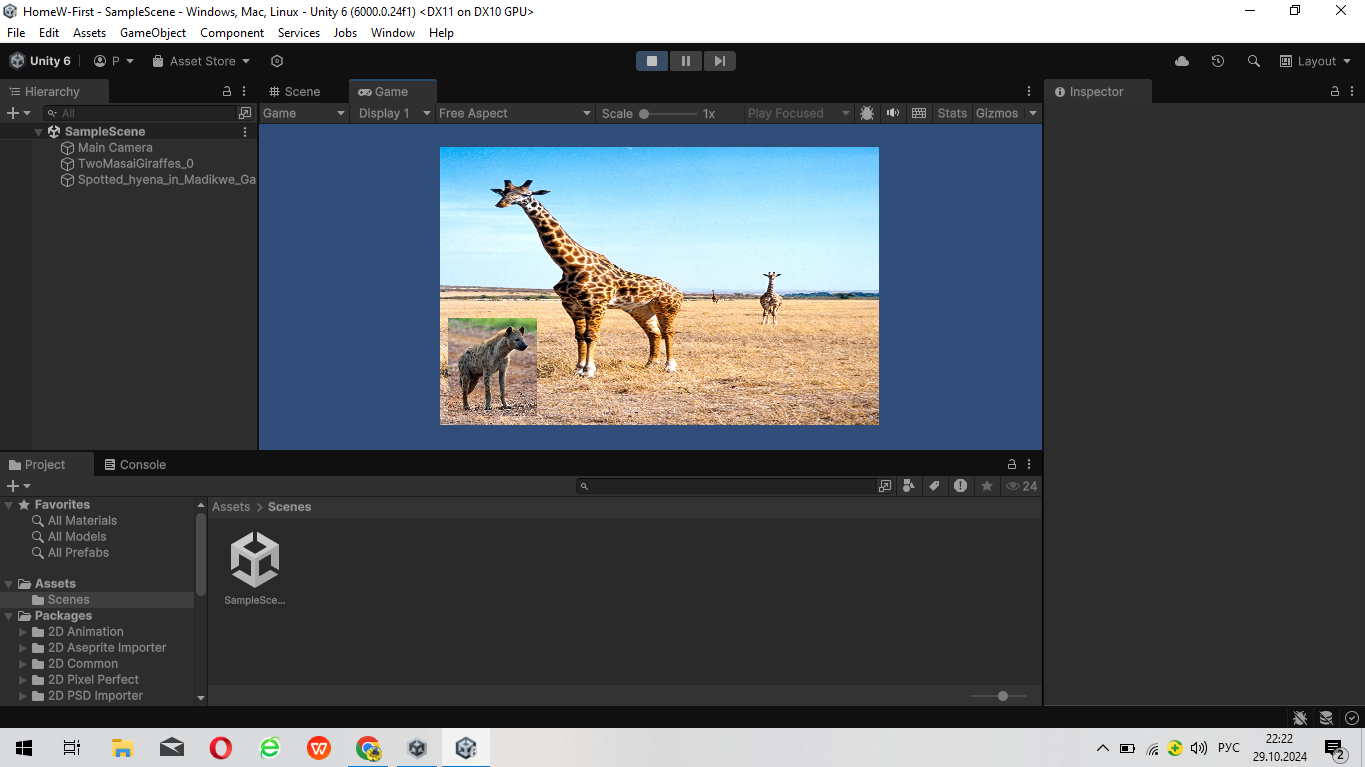 HomeW-First - SampleScene - Windows, Mac, Linux - Unity 6 (6000.0.24f1) <DX11 on DX10 GPU>
File Edit Assets GameObject Component Services Jobs Window Help
Unity 6 P Asset Store Layout
Hierarchy
All
SampleScene
Main Camera
TwoMasaiGiraffes_0
Spotted_hyena_in_Madikwe_Ga
Scene Game
Game Display 1 Free Aspect Scale 1x Play Focused Stats Gizmos
Inspector
Project Console
24
Favorites
All Materials
All Models
All Prefabs
Assets
Scenes
Packages
2D Animation
2D Aseprite Importer
2D Common
2D Pixel Perfect
2D PSD Importer
Assets > Scenes
SampleSce...
РУС
22:22
29.10.2024
2